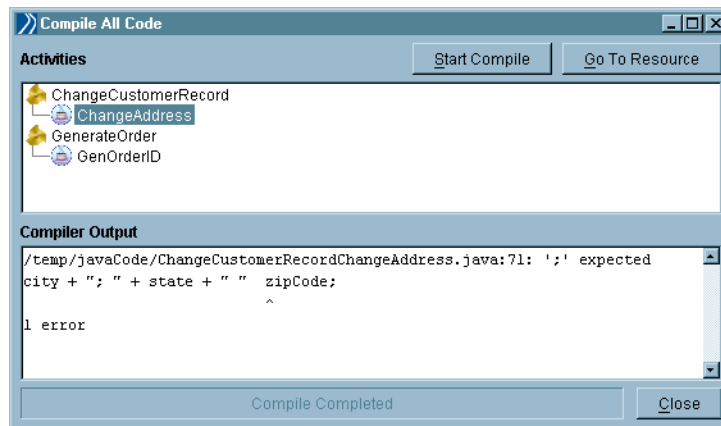 Compile All Code
Activities
Start Compile
Go To Resource
ChangeCustomerRecord
ChangeAddress
GenerateOrder
GenOrderID
Compiler Output
/temp/javaCode/ChangeCustomerRecordChangeAddress.java:71: ';' expected
city + "; " + state + " "  zipCode;
^
1 error
Compile Completed
Close